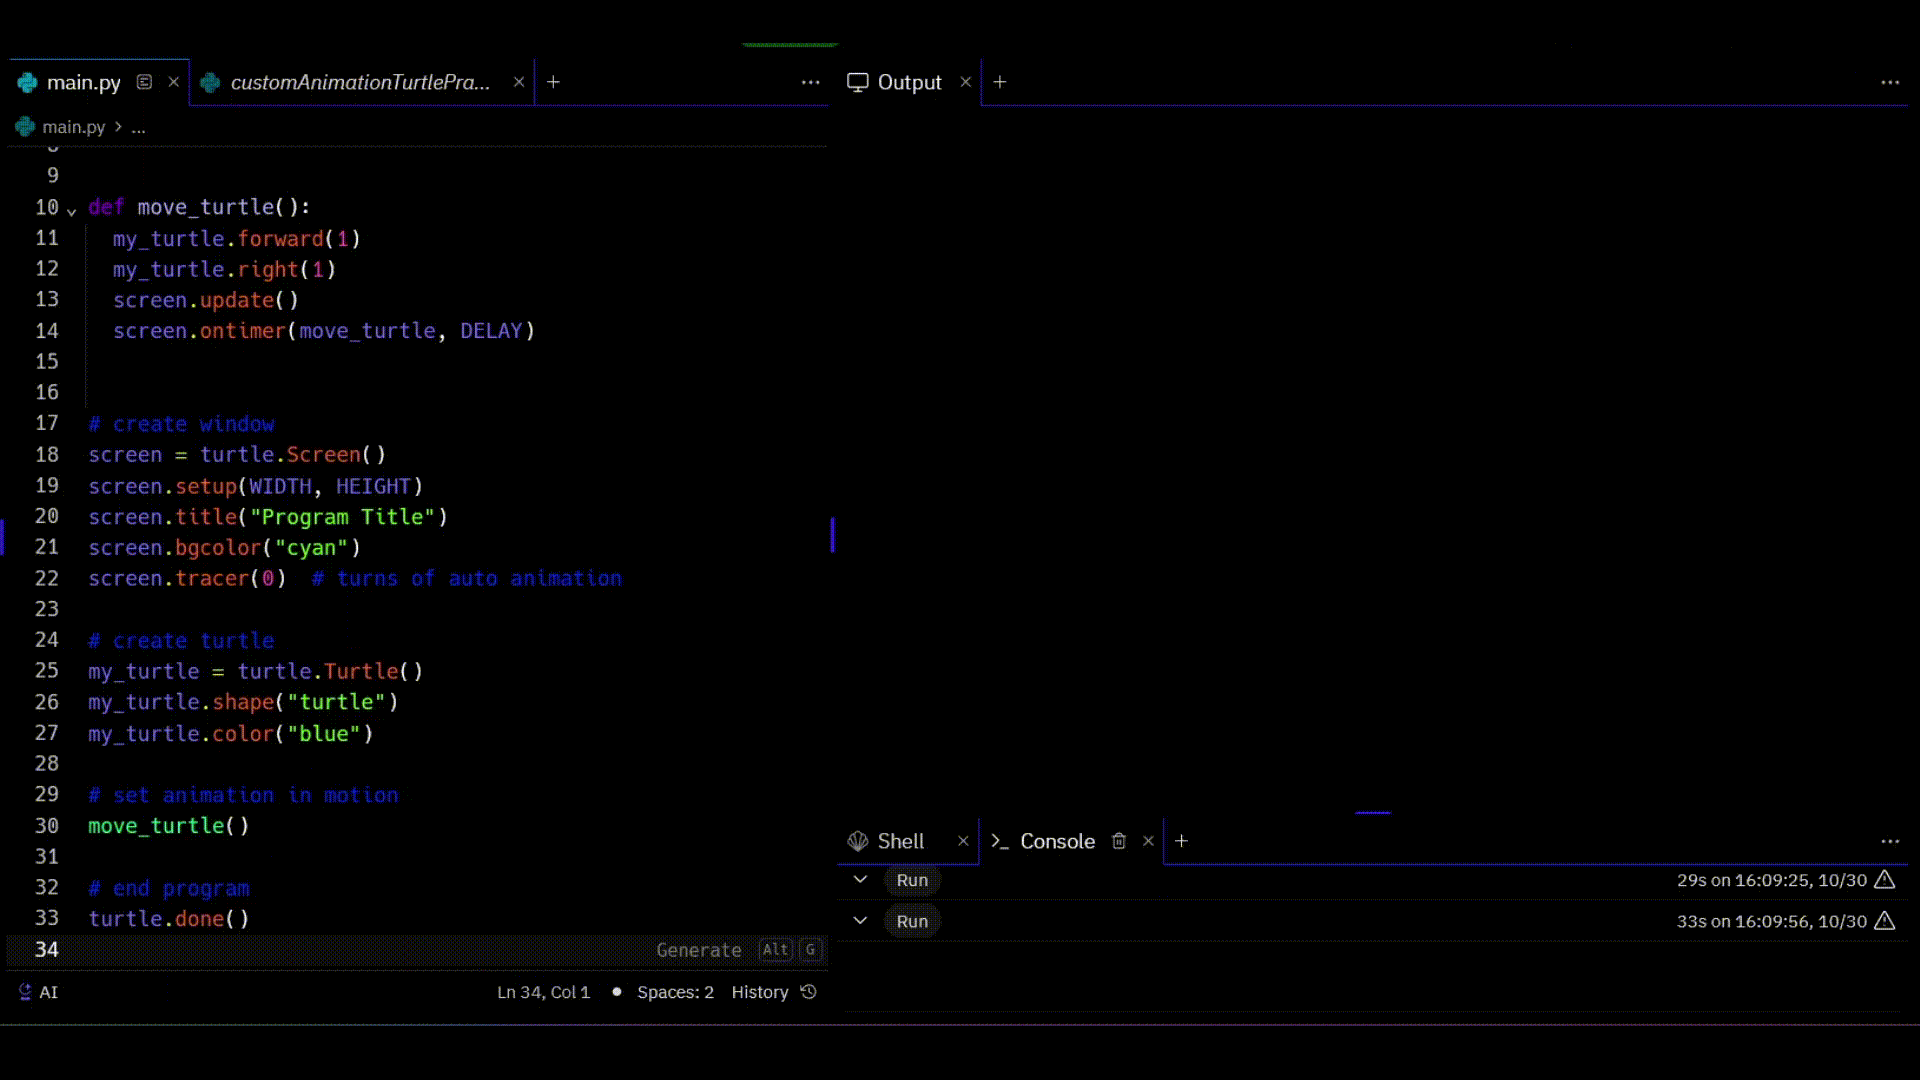 main.py
customAnimationTurtlePra...
main.py > ...
9
10 def move_turtle():
11 my_turtle.forward(1)
12 my_turtle.right(1)
13 screen.update()
14 screen.ontimer(move_turtle, DELAY)
15
16
17 # create window
18 screen = turtle.Screen()
19 screen.setup(WIDTH, HEIGHT)
20 screen.title("Program Title")
21 screen.bgcolor("cyan")
22 screen.tracer(0)  # turns of auto animation
23
24 # create turtle
25 my_turtle = turtle.Turtle()
26 my_turtle.shape("turtle")
27 my_turtle.color("blue")
28
29 # set animation in motion
30 move_turtle()
31
32 # end program
33 turtle.done()
34 Generate Alt G
AI Ln 34, Col 1 Spaces: 2 History
Output
Shell
Console
Run 29s on 16:09:25, 10/30
Run 33s on 16:09:56, 10/30